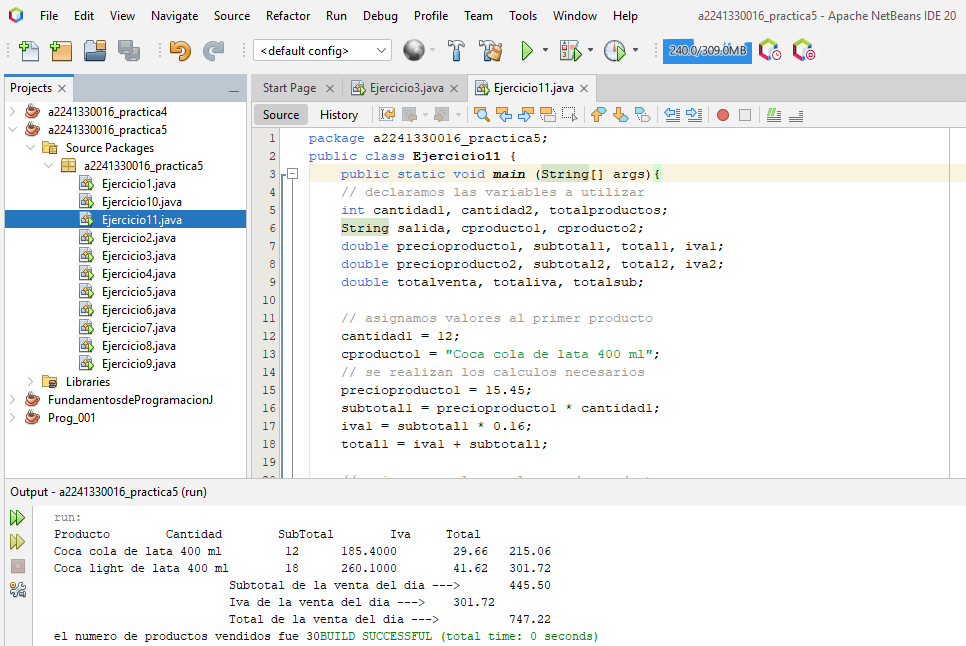 File Edit View Navigate Source Refactor Run Debug Profile Team Tools Window Help a2241330016_practica5 - Apache NetBeans IDE 20
<default config> 240.0/309.0MB
Projects
a2241330016_practica4
a2241330016_practica5
Source Packages
a2241330016_practica5
Ejercicio1.java
Ejercicio10.java
Ejercicio11.java
Ejercicio2.java
Ejercicio3.java
Ejercicio4.java
Ejercicio5.java
Ejercicio6.java
Ejercicio7.java
Ejercicio8.java
Ejercicio9.java
Libraries
FundamentosdeProgramacionJ
Prog_001
Start Page Ejercicio3.java Ejercicio11.java
Source History
1 package a2241330016_practica5;
2 public class Ejercicio11 {
3 public static void main (String[] args){
4 // declaramos las variables a utilizar
5 int cantidad1, cantidad2, totalproductos;
6 String salida, cproducto1, cproducto2;
7 double precioproducto1, subtotal1, total1, iva1;
8 double precioproducto2, subtotal2, total2, iva2;
9 double totalventa, totaliva, totalsub;
10
11 // asignamos valores al primer producto
12 cantidad1 = 12;
13 cproducto1 = "Coca cola de lata 400 ml";
14 // se realizan los calculos necesarios
15 precioproducto1 = 15.45;
16 subtotal1 = precioproducto1 * cantidad1;
17 iva1 = subtotal1 * 0.16;
18 total1 = iva1 + subtotal1;
19
Output - a2241330016_practica5 (run)
run:
Producto Cantidad SubTotal Iva Total
Coca cola de lata 400 ml 12 185.4000 29.66 215.06
Coca light de lata 400 ml 18 260.1000 41.62 301.72
Subtotal de la venta del dia ---> 445.50
Iva de la venta del dia ---> 301.72
Total de la venta del dia ---> 747.22
el numero de productos vendidos fue 30BUILD SUCCESSFUL (total time: 0 seconds)